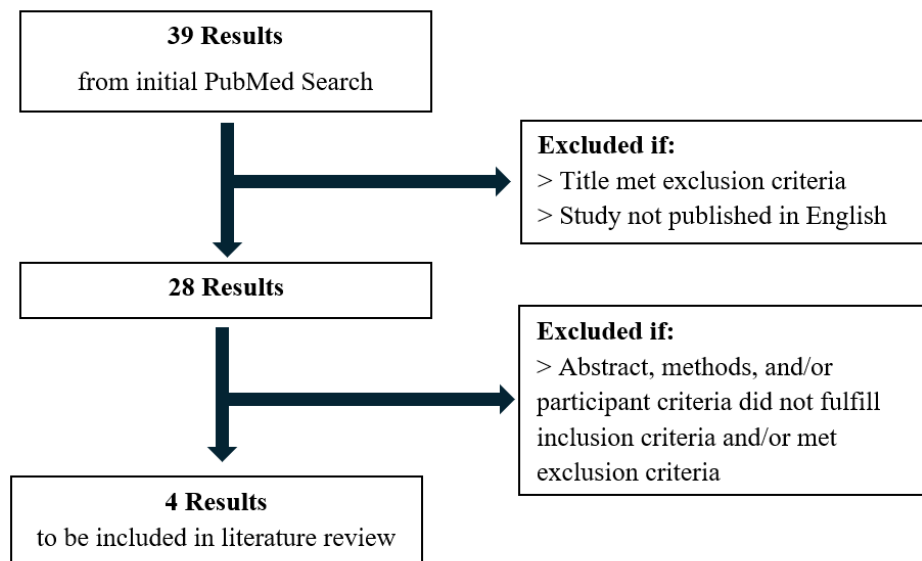 39 Results
from initial PubMed Search
Excluded if:
> Title met exclusion criteria
> Study not published in English
28 Results
Excluded if:
> Abstract, methods, and/or
participant criteria did not fulfill
inclusion criteria and/or met
exclusion criteria
4 Results
to be included in literature review